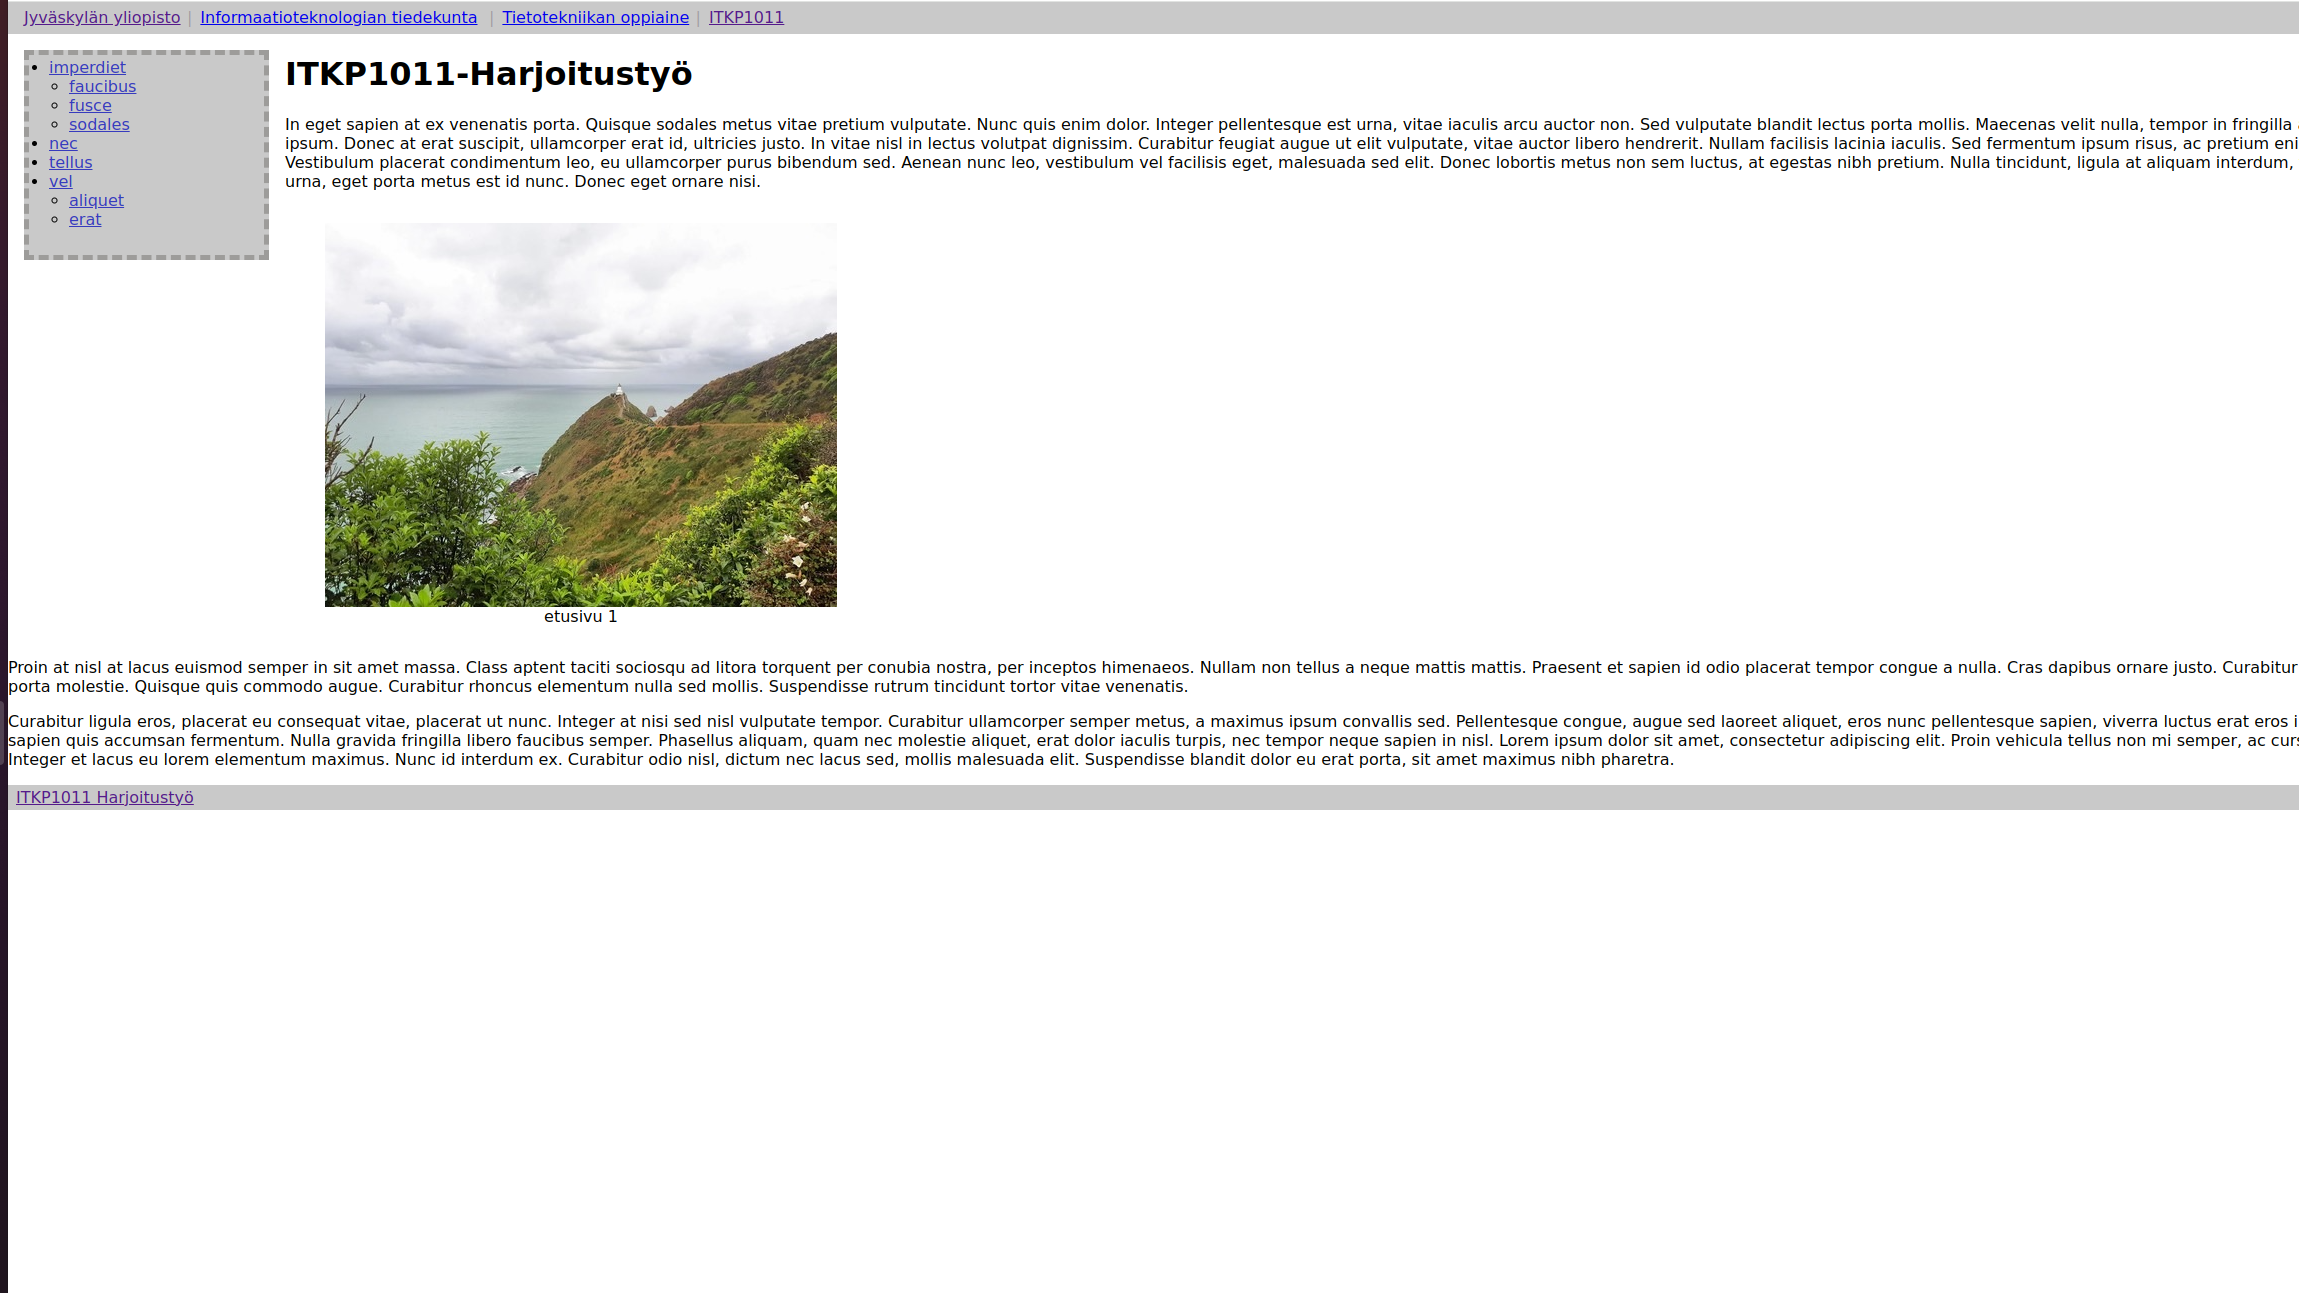 Jyväskylän yliopisto | Informaatioteknologian tiedekunta | Tietotekniikan oppiaine | ITKP1011
imperdiet
faucibus
fusce
sodales
nec
tellus
vel
aliquet
erat
ITKP1011-Harjoitustyö
In eget sapien at ex venenatis porta. Quisque sodales metus vitae pretium vulputate. Nunc quis enim dolor. Integer pellentesque est urna, vitae iaculis arcu auctor non. Sed vulputate blandit lectus porta mollis. Maecenas velit nulla, tempor in fringilla
ipsum. Donec at erat suscipit, ullamcorper erat id, ultricies justo. In vitae nisl in lectus volutpat dignissim. Curabitur feugiat augue ut elit vulputate, vitae auctor libero hendrerit. Nullam facilisis lacinia iaculis. Sed fermentum ipsum risus, ac pretium
Vestibulum placerat condimentum leo, eu ullamcorper purus bibendum sed. Aenean nunc leo, vestibulum vel facilisis eget, malesuada sed elit. Donec lobortis metus non sem luctus, at egestas nibh pretium. Nulla tincidunt, ligula at aliquam interdum,
urna, eget porta metus est id nunc. Donec eget ornare nisi.
etusivu 1
Proin at nisl at lacus euismod semper in sit amet massa. Class aptent taciti sociosqu ad litora torquent per conubia nostra, per inceptos himenaeos. Nullam non tellus a neque mattis mattis. Praesent et sapien id odio placerat tempor congue a nulla. Cras dapibus ornare justo. Curabitur
porta molestie. Quisque quis commodo augue. Curabitur rhoncus elementum nulla sed mollis. Suspendisse rutrum tincidunt tortor vitae venenatis.
Curabitur ligula eros, placerat eu consequat vitae, placerat ut nunc. Integer at nisi sed nisl vulputate tempor. Curabitur ullamcorper semper metus, a maximus ipsum convallis sed. Pellentesque congue, augue sed laoreet aliquet, eros nunc pellentesque sapien, viverra luctus erat eros
sapien quis accumsan fermentum. Nulla gravida fringilla libero faucibus semper. Phasellus aliquam, quam nec molestie aliquet, erat dolor iaculis turpis, nec tempor neque sapien in nisl. Lorem ipsum dolor sit amet, consectetur adipiscing elit. Proin vehicula tellus non mi semper, ac
Integer et lacus eu lorem elementum maximus. Nunc id interdum ex. Curabitur odio nisl, dictum nec lacus sed, mollis malesuada elit. Suspendisse blandit dolor eu erat porta, sit amet maximus nibh pharetra.
ITKP1011 Harjoitustyö